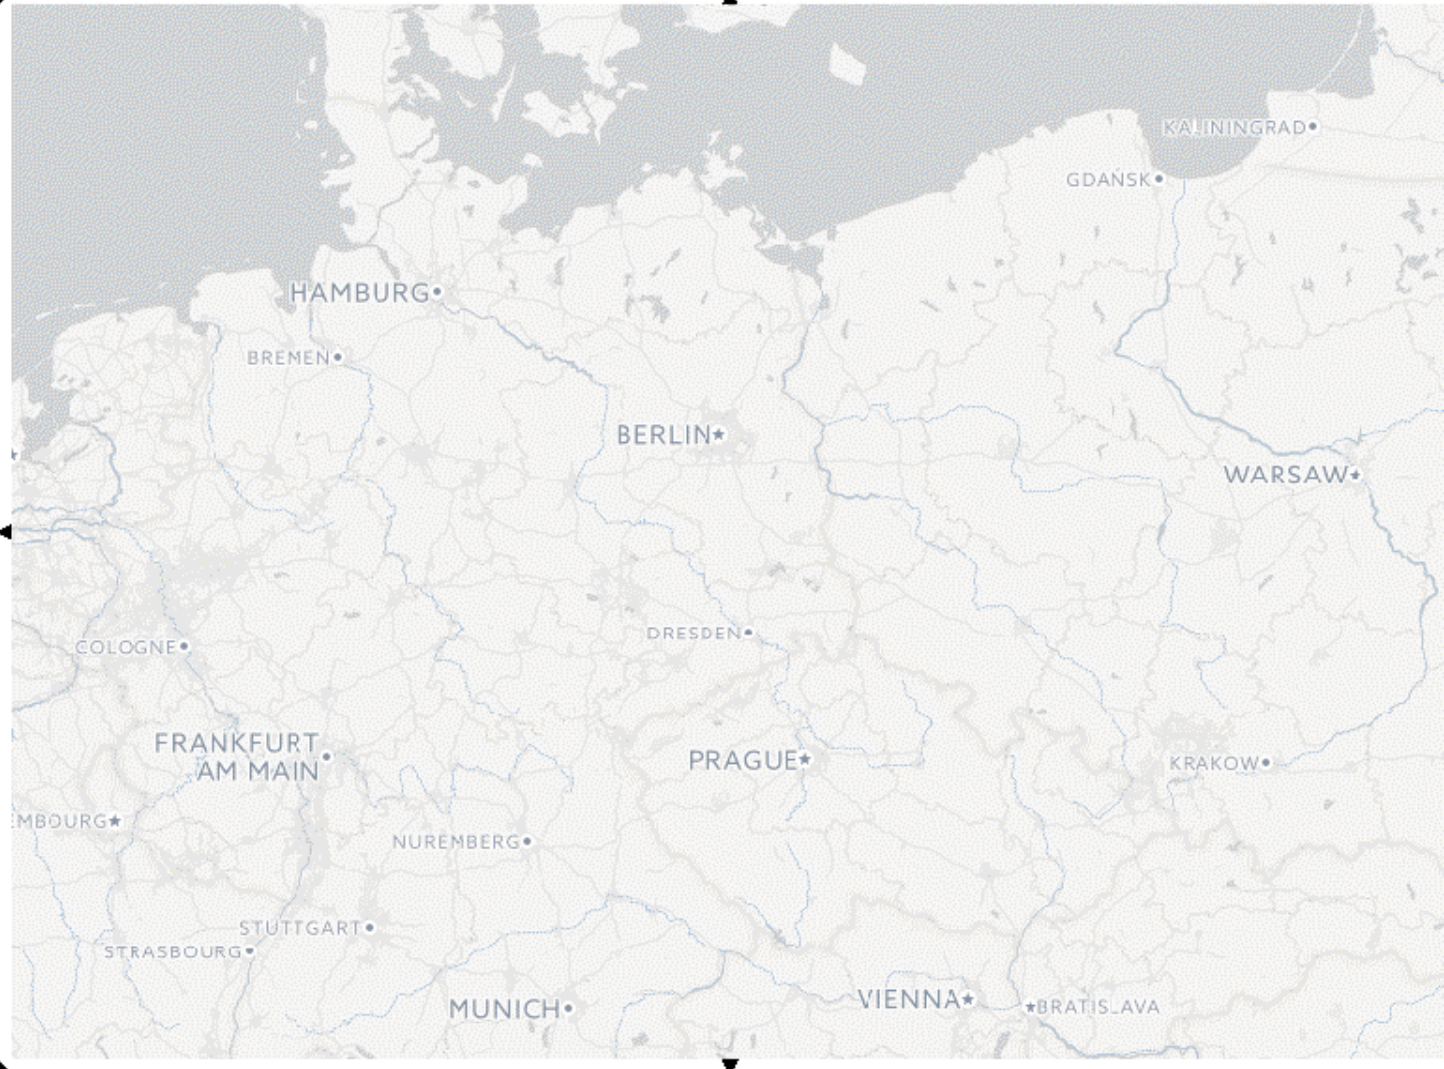 KALININGRAD
GDAŃSK
HAMBURG
BREMEN
BERLIN
WARSAW
DRESDEN
COLOGNE
FRANKFURT
AM MAIN
PRAGUE
KRAKOW
EMBOURG
NUREMBERG
STUTTGART
STRASBOURG
MUNICH
VIENNA
BRATISLAVA